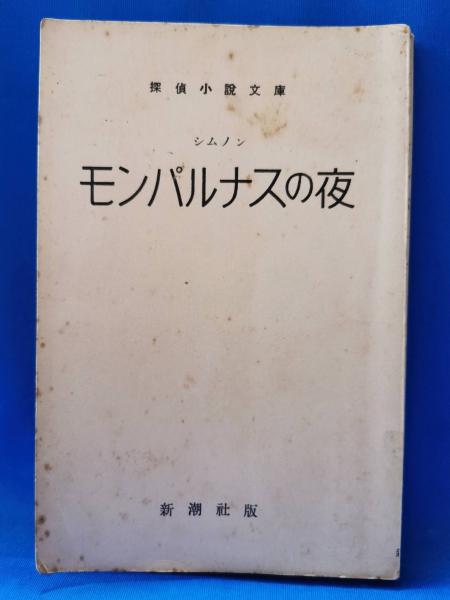 探偵小説文庫
シムノン
モンパルナスの夜
新潮社版